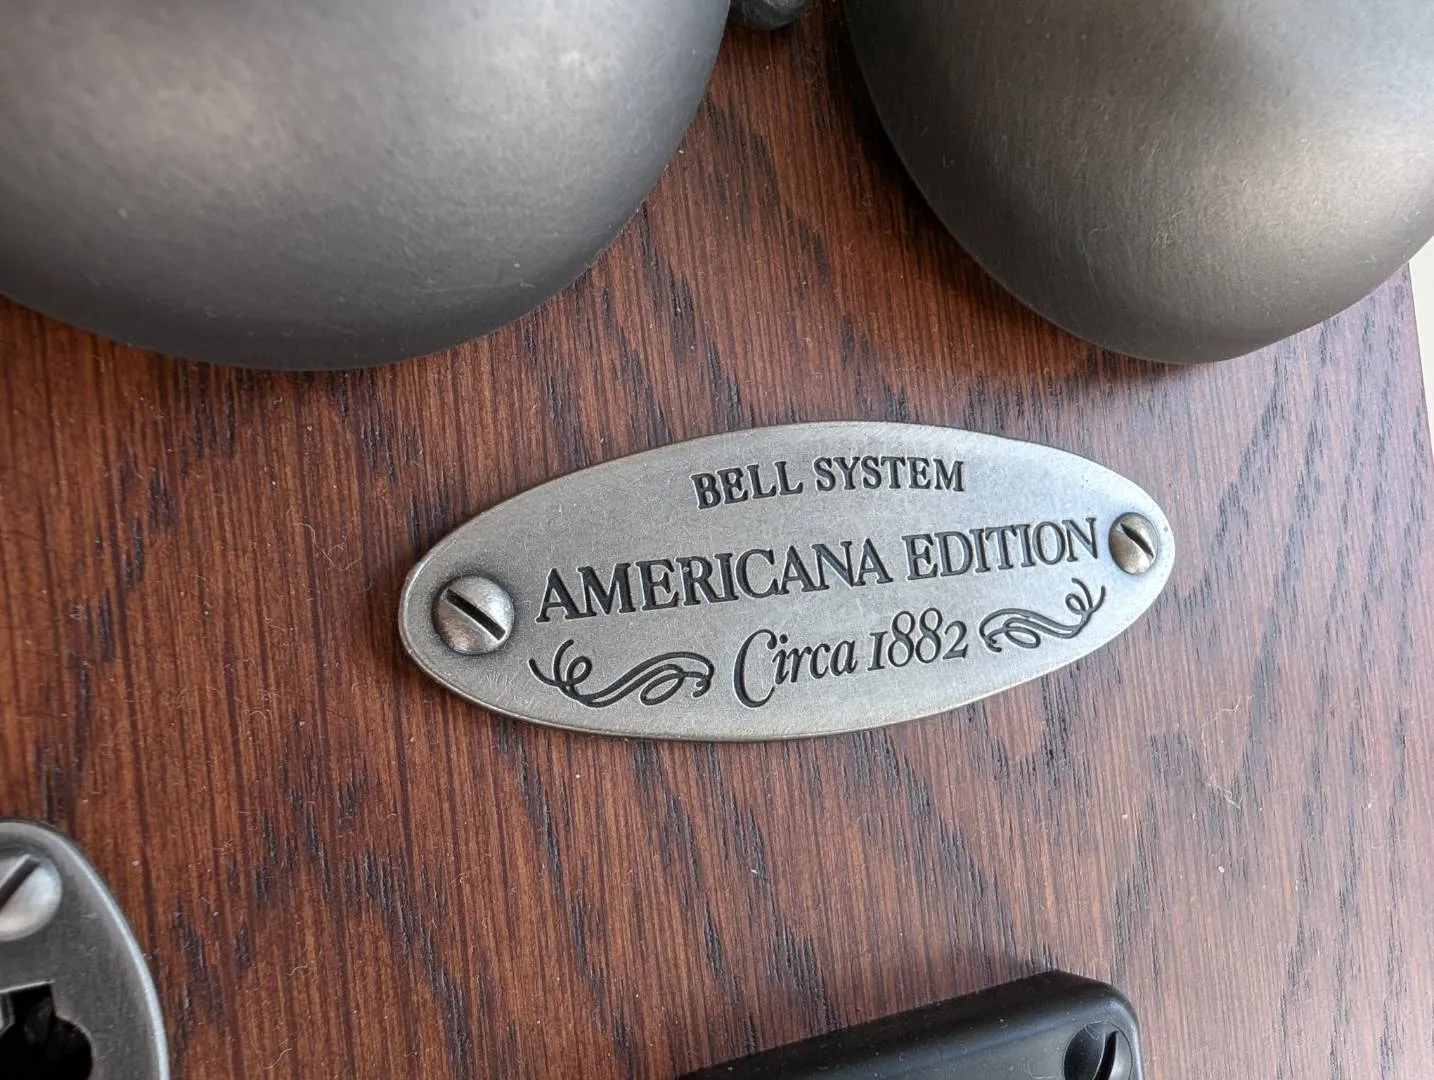 BELL SYSTEM
AMERICANA EDITION
Circa 1882